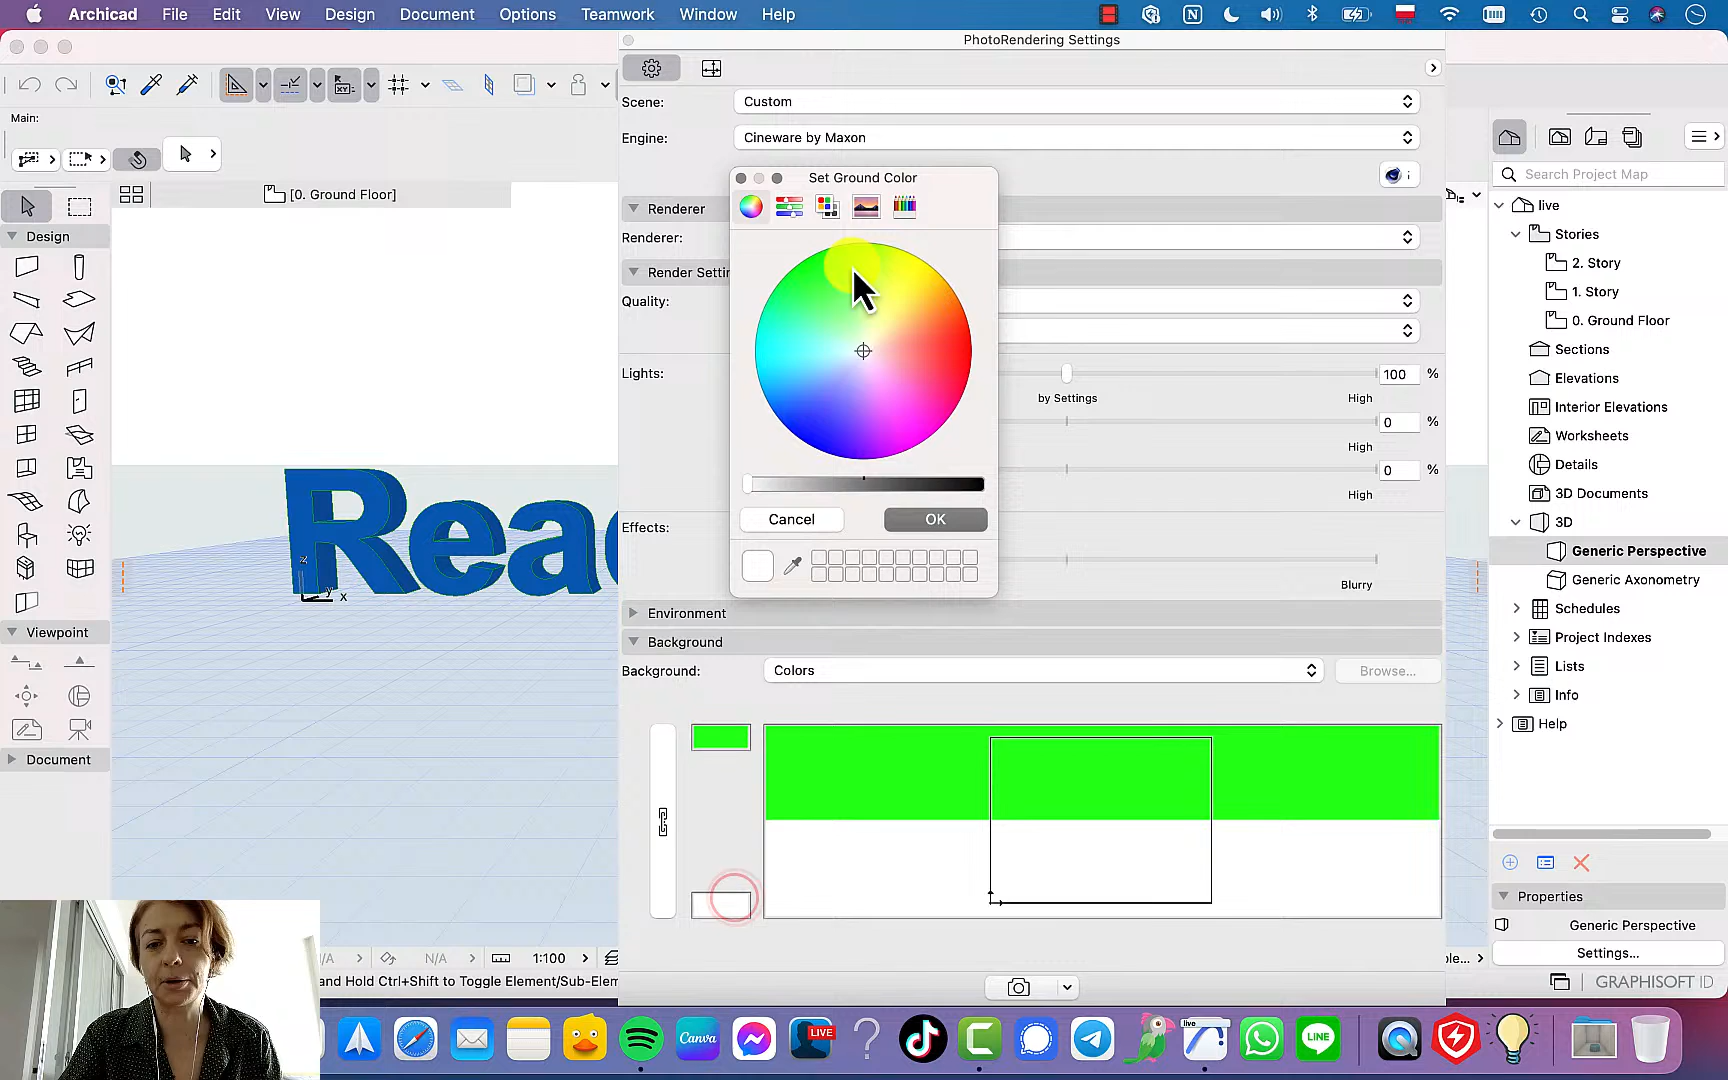 Archicad File Edit View Design Document Options Teamwork Window Help
PhotoRendering Settings
Main:
[0. Ground Floor]
Design
Viewpoint
Document
Scene: Custom
Engine: Cineware by Maxon
i
Set Ground Color
Renderer
Renderer:
Render Setti
Quality:
Lights: 100 %
by Settings High
0 %
High
0 %
High
Cancel OK
Effects:
Blurry
Environment
Background
Background: Colors Browse...
Reac
z
y
x
N/A 1:100
and Hold Ctrl+Shift to Toggle Element/Sub-Elem
Search Project Map
live
Stories
2. Story
1. Story
0. Ground Floor
Sections
Elevations
Interior Elevations
Worksheets
Details
3D Documents
3D
Generic Perspective
Generic Axonometry
Schedules
Project Indexes
Lists
Info
Help
Properties
Generic Perspective
Settings...
GRAPHISOFT ID
Canva
LIVE
live
LINE